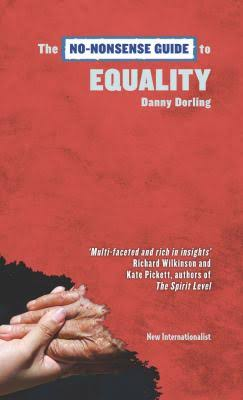 The NO-NONSENSE GUIDE to
EQUALITY
Danny Dorling
'Multi-faceted and rich in insights'
Richard Wilkinson and
Kate Pickett, authors of
The Spirit Level
New Internationalist